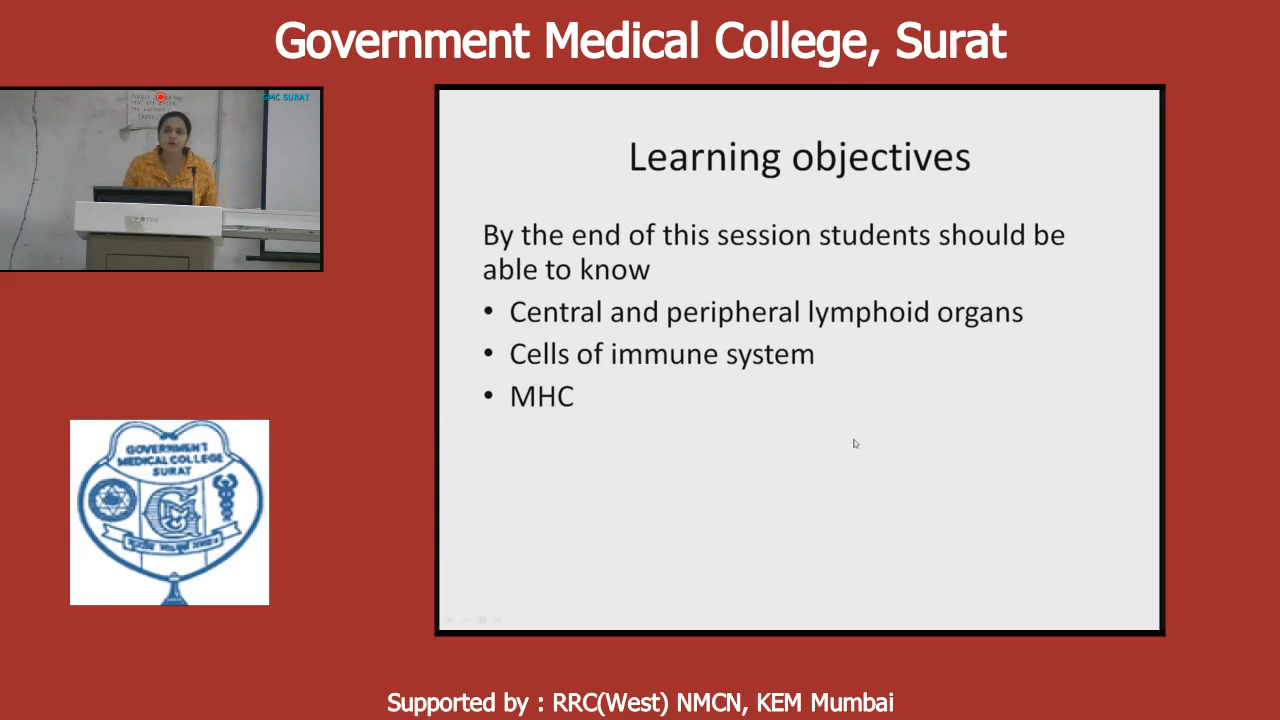 Government Medical College, Surat
GMC SURAT
Learning objectives
By the end of this session students should be
able to know
• Central and peripheral lymphoid organs
• Cells of immune system
• MHC
GOVERNMENT
MEDICAL COLLEGE
SURAT
Supported by : RRC(West) NMCN, KEM Mumbai